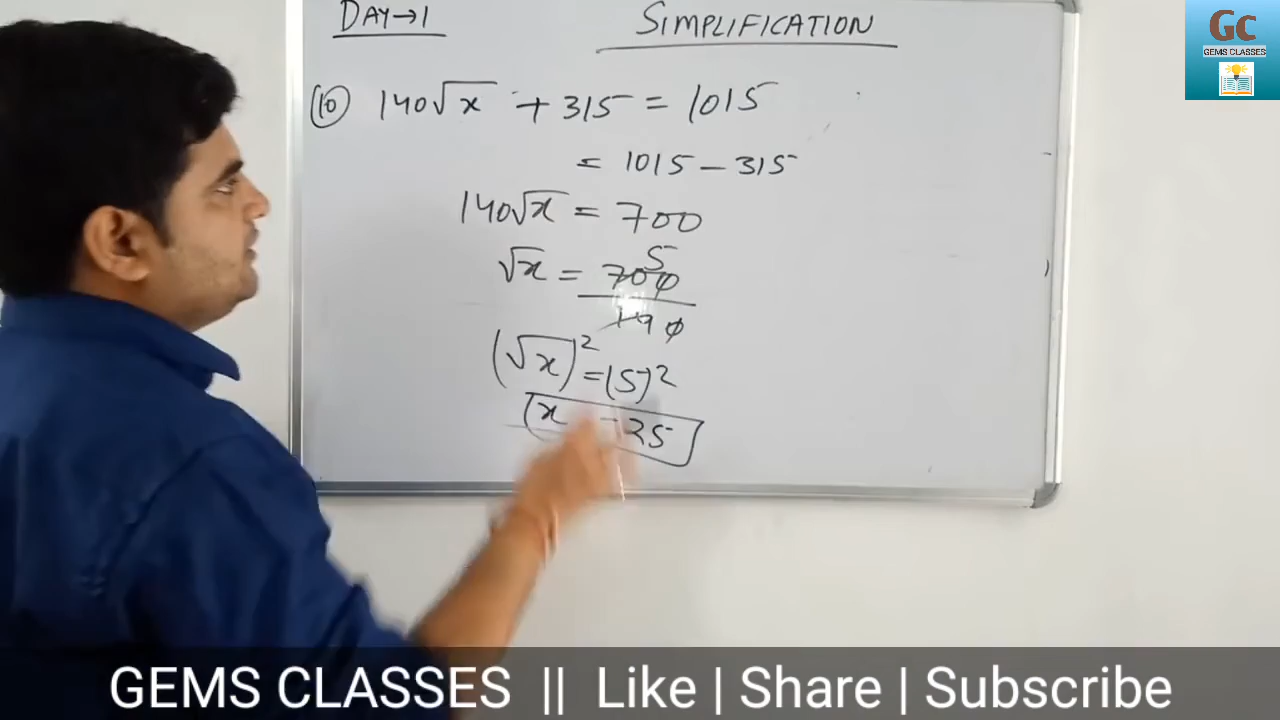 DAY→1
SIMPLIFICATION
GC
GEMS CLASSES
(10) 140√x + 315 = 1015
= 1015 - 315
140√x = 700
5
√x = 700
140
(√x)² = (5)²
x = 25
GEMS CLASSES || Like | Share | Subscribe